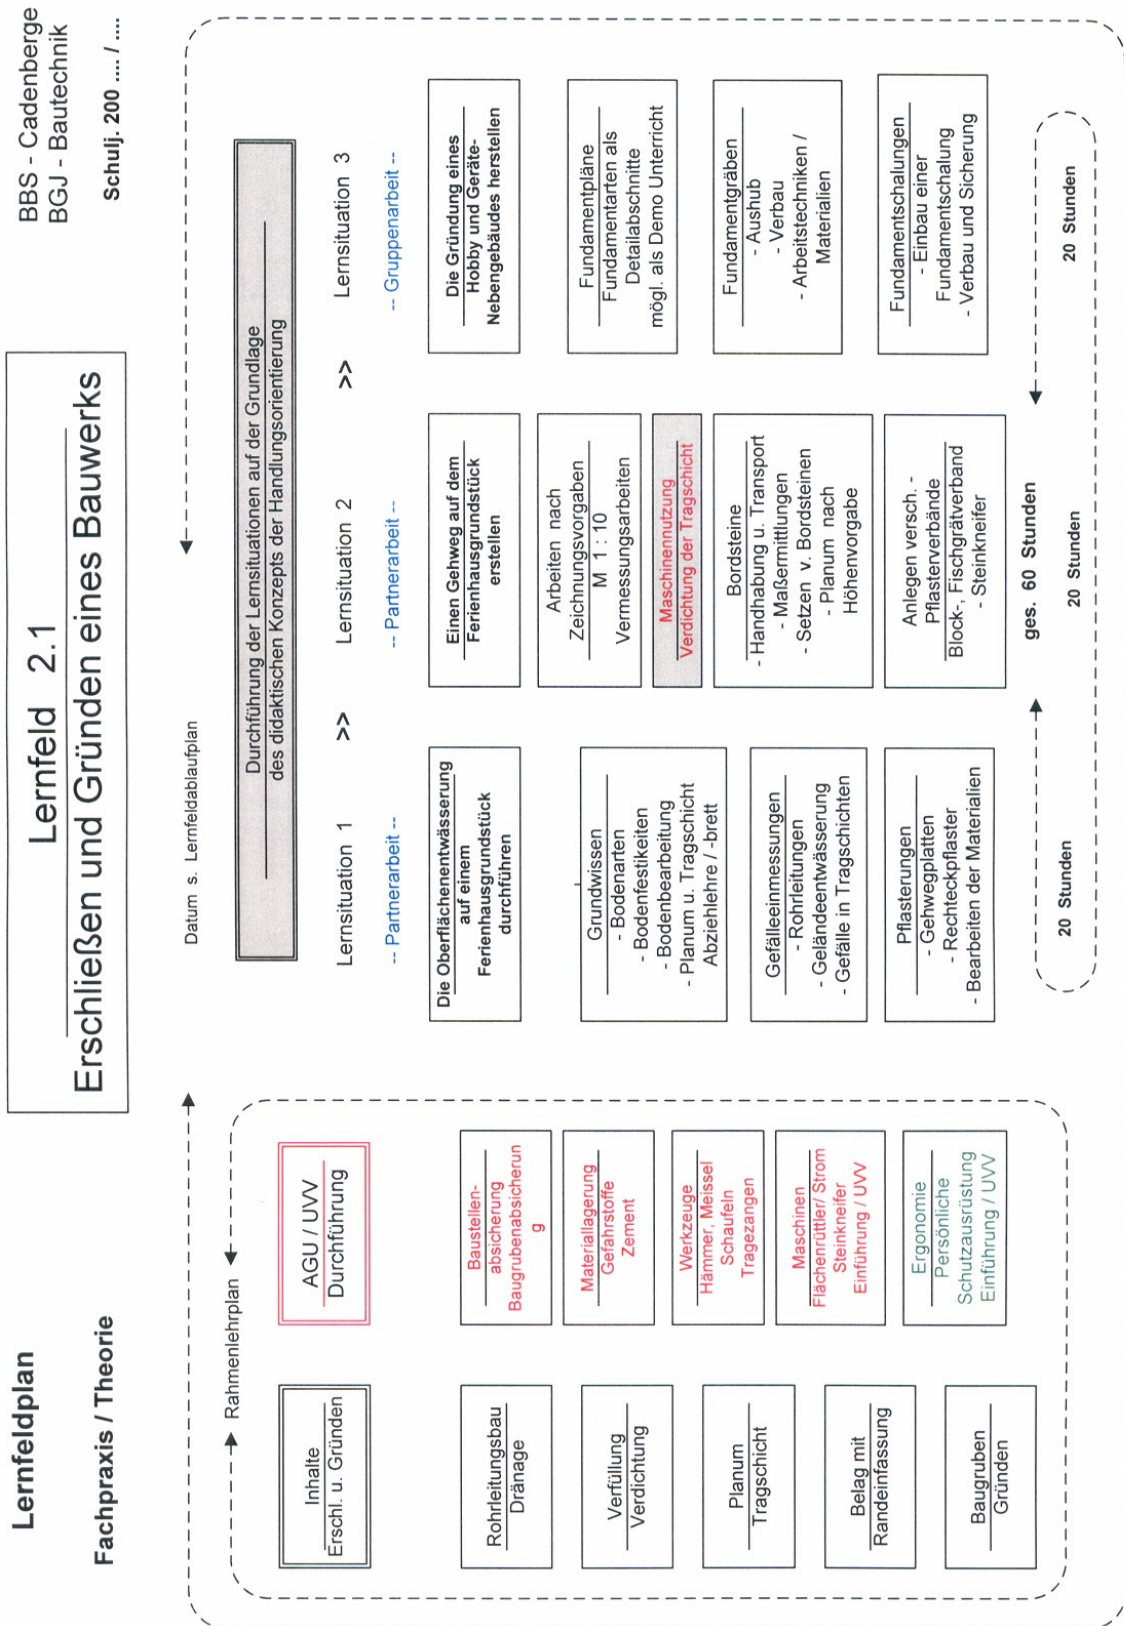 Lernfeldplan
Fachpraxis / Theorie
Lernfeld 2.1
Erschließen und Gründen eines Bauwerks
BBS - Cadenberge
BGJ - Bautechnik
Schulj. 200 .... / ....
Rahmenlehrplan
Datum s. Lernfeldablaufplan
Inhalte
Erschl. u. Gründen
Rohrleitungsbau
Dränage
Verfüllung
Verdichtung
Planum
Tragschicht
Belag mit
Randeinfassung
Baugruben
Gründen
AGU / UVV
Durchführung
Baustellen-
absicherung
Baugrubenabsicherun
g
Materiallagerung
Gefahrstoffe
Zement
Werkzeuge
Hämmer, Meissel
Schaufeln
Tragezangen
Maschinen
Flächenrüttler/ Strom
Steinkneifer
Einführung / UVV
Ergonomie
Persönliche
Schutzausrüstung
Einführung / UVV
Durchführung der Lernsituationen auf der Grundlage
des didaktischen Konzepts der Handlungsorientierung
Lernsituation 1 >> Lernsituation 2 >> Lernsituation 3
-- Partnerarbeit -- -- Partnerarbeit -- -- Gruppenarbeit --
Die Oberflächenentwässerung
auf einem
Ferienhausgrundstück
durchführen
Grundwissen
- Bodenarten
- Bodenfestikeiten
- Bodenbearbeitung
- Planum u. Tragschicht
Abziehlehre / -brett
Gefälleeinmessungen
- Rohrleitungen
- Geländeentwässerung
- Gefälle in Tragschichten
Pflasterungen
- Gehwegplatten
- Rechteckpflaster
- Bearbeiten der Materialien
Einen Gehweg auf dem
Ferienhausgrundstück
erstellen
Arbeiten nach
Zeichnungsvorgaben
M 1 : 10
Vermessungsarbeiten
Maschinennutzung
Verdichtung der Tragschicht
Bordsteine
- Handhabung u. Transport
- Maßermittlungen
- Setzen v. Bordsteinen
- Planum nach
Höhenvorgabe
Anlegen versch. -
Pflasterverbände
Block-, Fischgrätverband
- Steinkneifer
Die Gründung eines
Hobby und Geräte-
Nebengebäudes herstellen
Fundamentpläne
Fundamentarten als
Detailabschnitte
mögl. als Demo Unterricht
Fundamentgräben
- Aushub
- Verbau
- Arbeitstechniken /
Materialien
Fundamentschalungen
- Einbau einer
Fundamentschalung
- Verbau und Sicherung
ges. 60 Stunden
20 Stunden 20 Stunden 20 Stunden